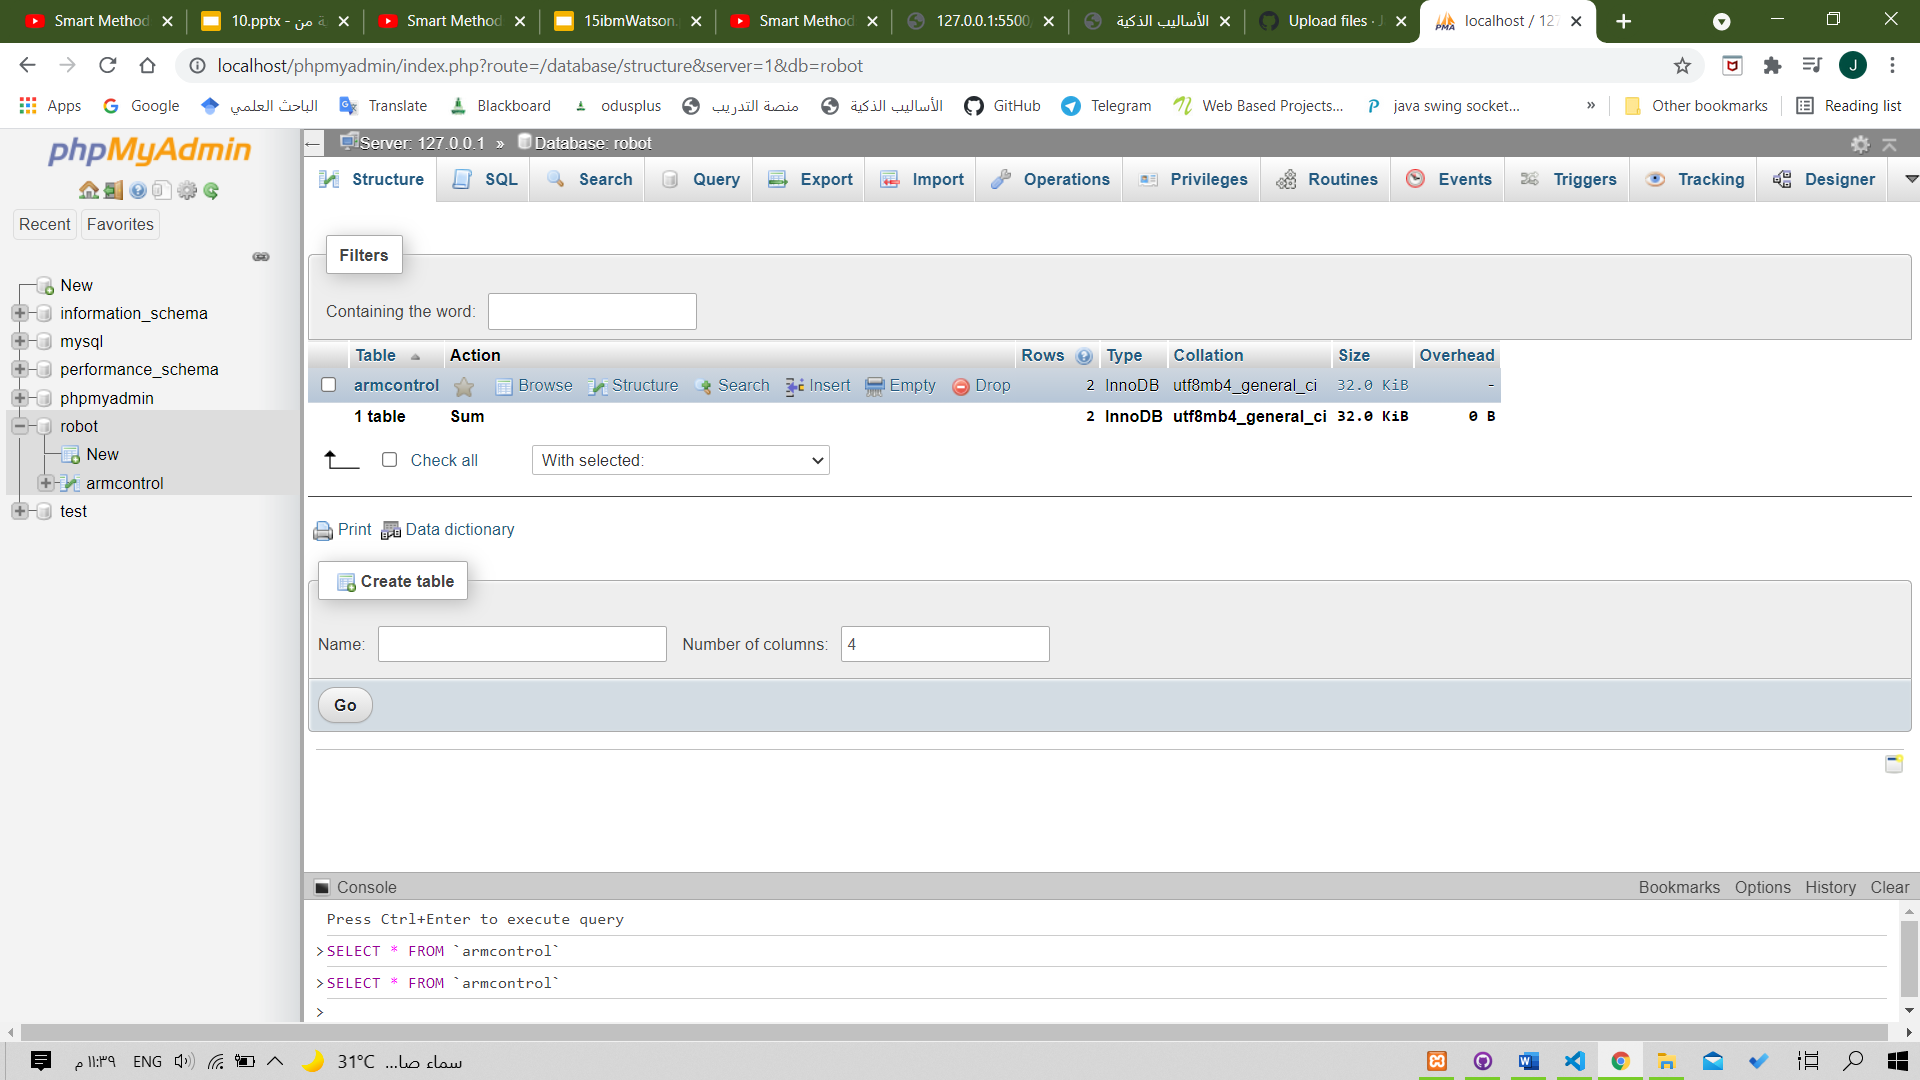 Smart Method
10.pptx - ة من
Smart Method
15ibmWatson.
Smart Method
127.0.0.1:5500
الأساليب الذكية
Upload files · J
localhost / 127
localhost/phpmyadmin/index.php?route=/database/structure&server=1&db=robot
J
Apps
Google
الباحث العلمي
Translate
Blackboard
odusplus
منصة التدريب
الأساليب الذكية
GitHub
Telegram
Web Based Projects...
java swing socket...
»
Other bookmarks
Reading list
phpMyAdmin
Recent
Favorites
New
information_schema
mysql
performance_schema
phpmyadmin
robot
New
armcontrol
test
Server: 127.0.0.1 » Database: robot
Structure SQL Search Query Export Import Operations Privileges Routines Events Triggers Tracking Designer
Filters
Containing the word:
Table Action Rows Type Collation Size Overhead
armcontrol Browse Structure Search Insert Empty Drop 2 InnoDB utf8mb4_general_ci 32.0 KiB -
1 table Sum 2 InnoDB utf8mb4_general_ci 32.0 KiB 0 B
Check all With selected:
Print Data dictionary
Create table
Name: Number of columns: 4
Go
Console Bookmarks Options History Clear
Press Ctrl+Enter to execute query
>SELECT * FROM `armcontrol`
>SELECT * FROM `armcontrol`
>
١١:٣٩ م ENG 31°C سماء صا...